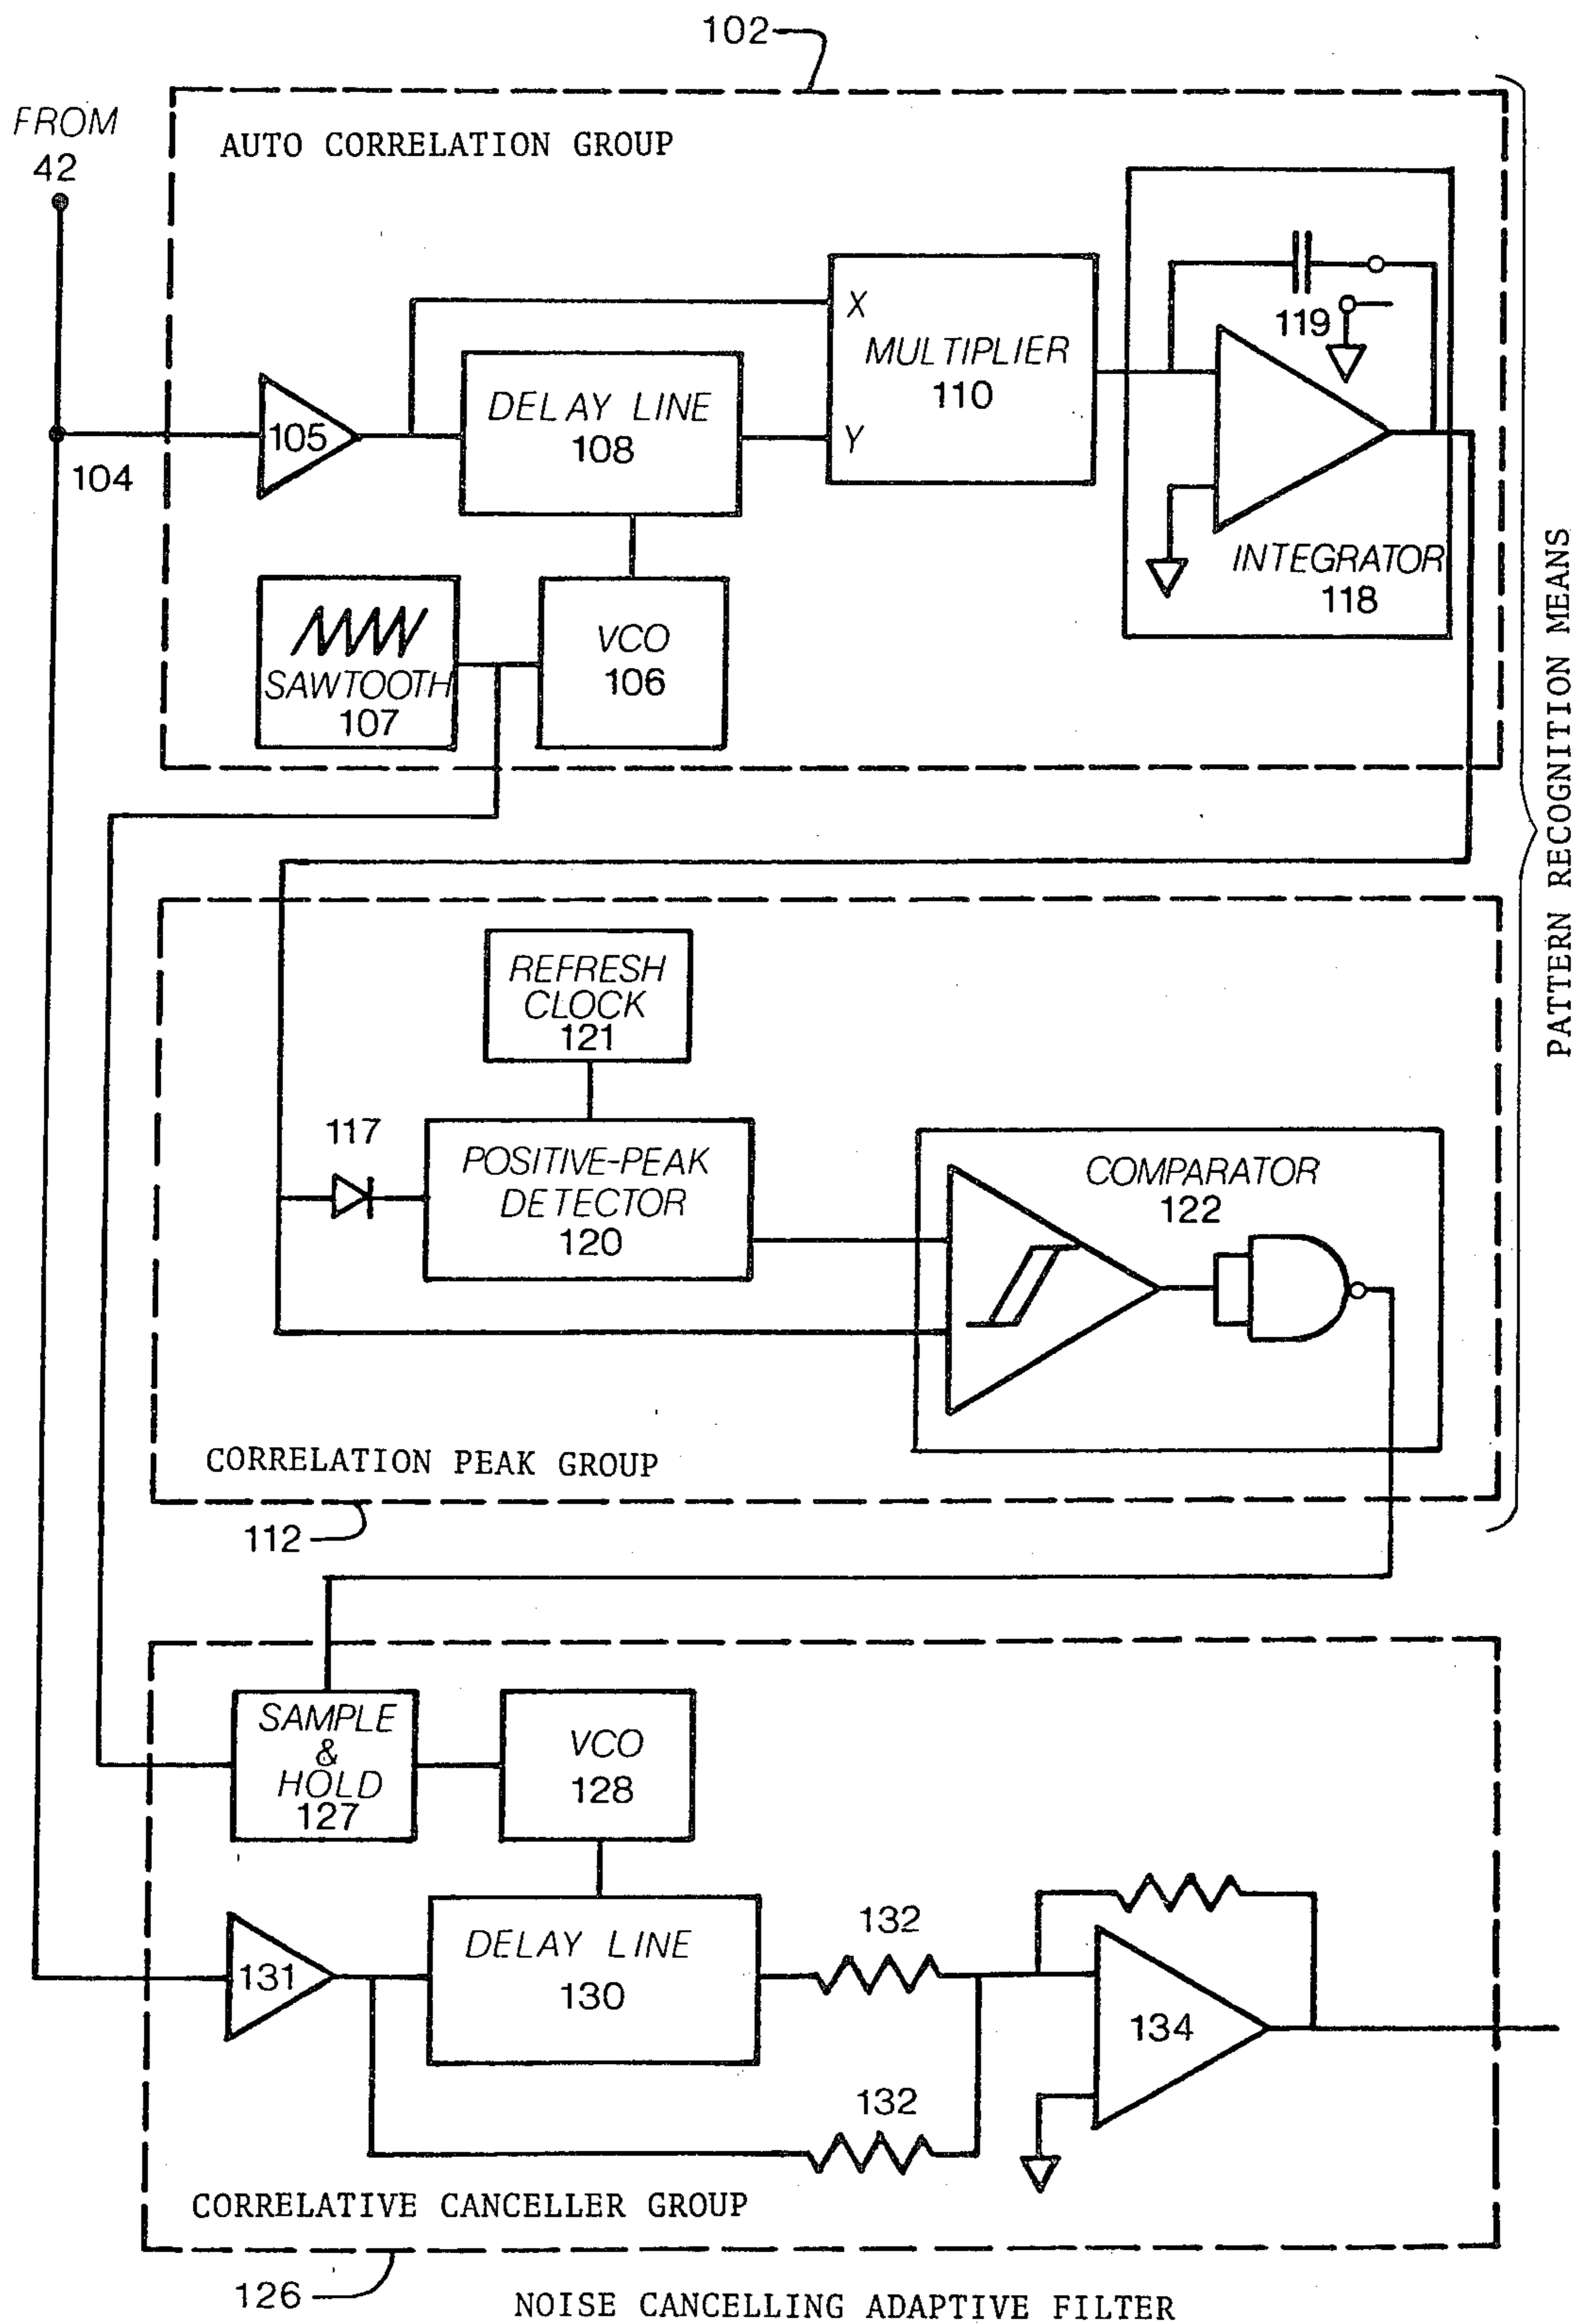 102
FROM
42
AUTO CORRELATION GROUP
X
MULTIPLIER
110
Y
119
105
DELAY LINE
108
104
INTEGRATOR
118
SAWTOOTH
107
VCO
106
PATTERN RECOGNITION MEANS
REFRESH
CLOCK
121
117
POSITIVE-PEAK
DETECTOR
120
COMPARATOR
122
CORRELATION PEAK GROUP
112
SAMPLE
&
HOLD
127
VCO
128
131
DELAY LINE
130
132
134
132
CORRELATIVE CANCELLER GROUP
126
NOISE CANCELLING ADAPTIVE FILTER